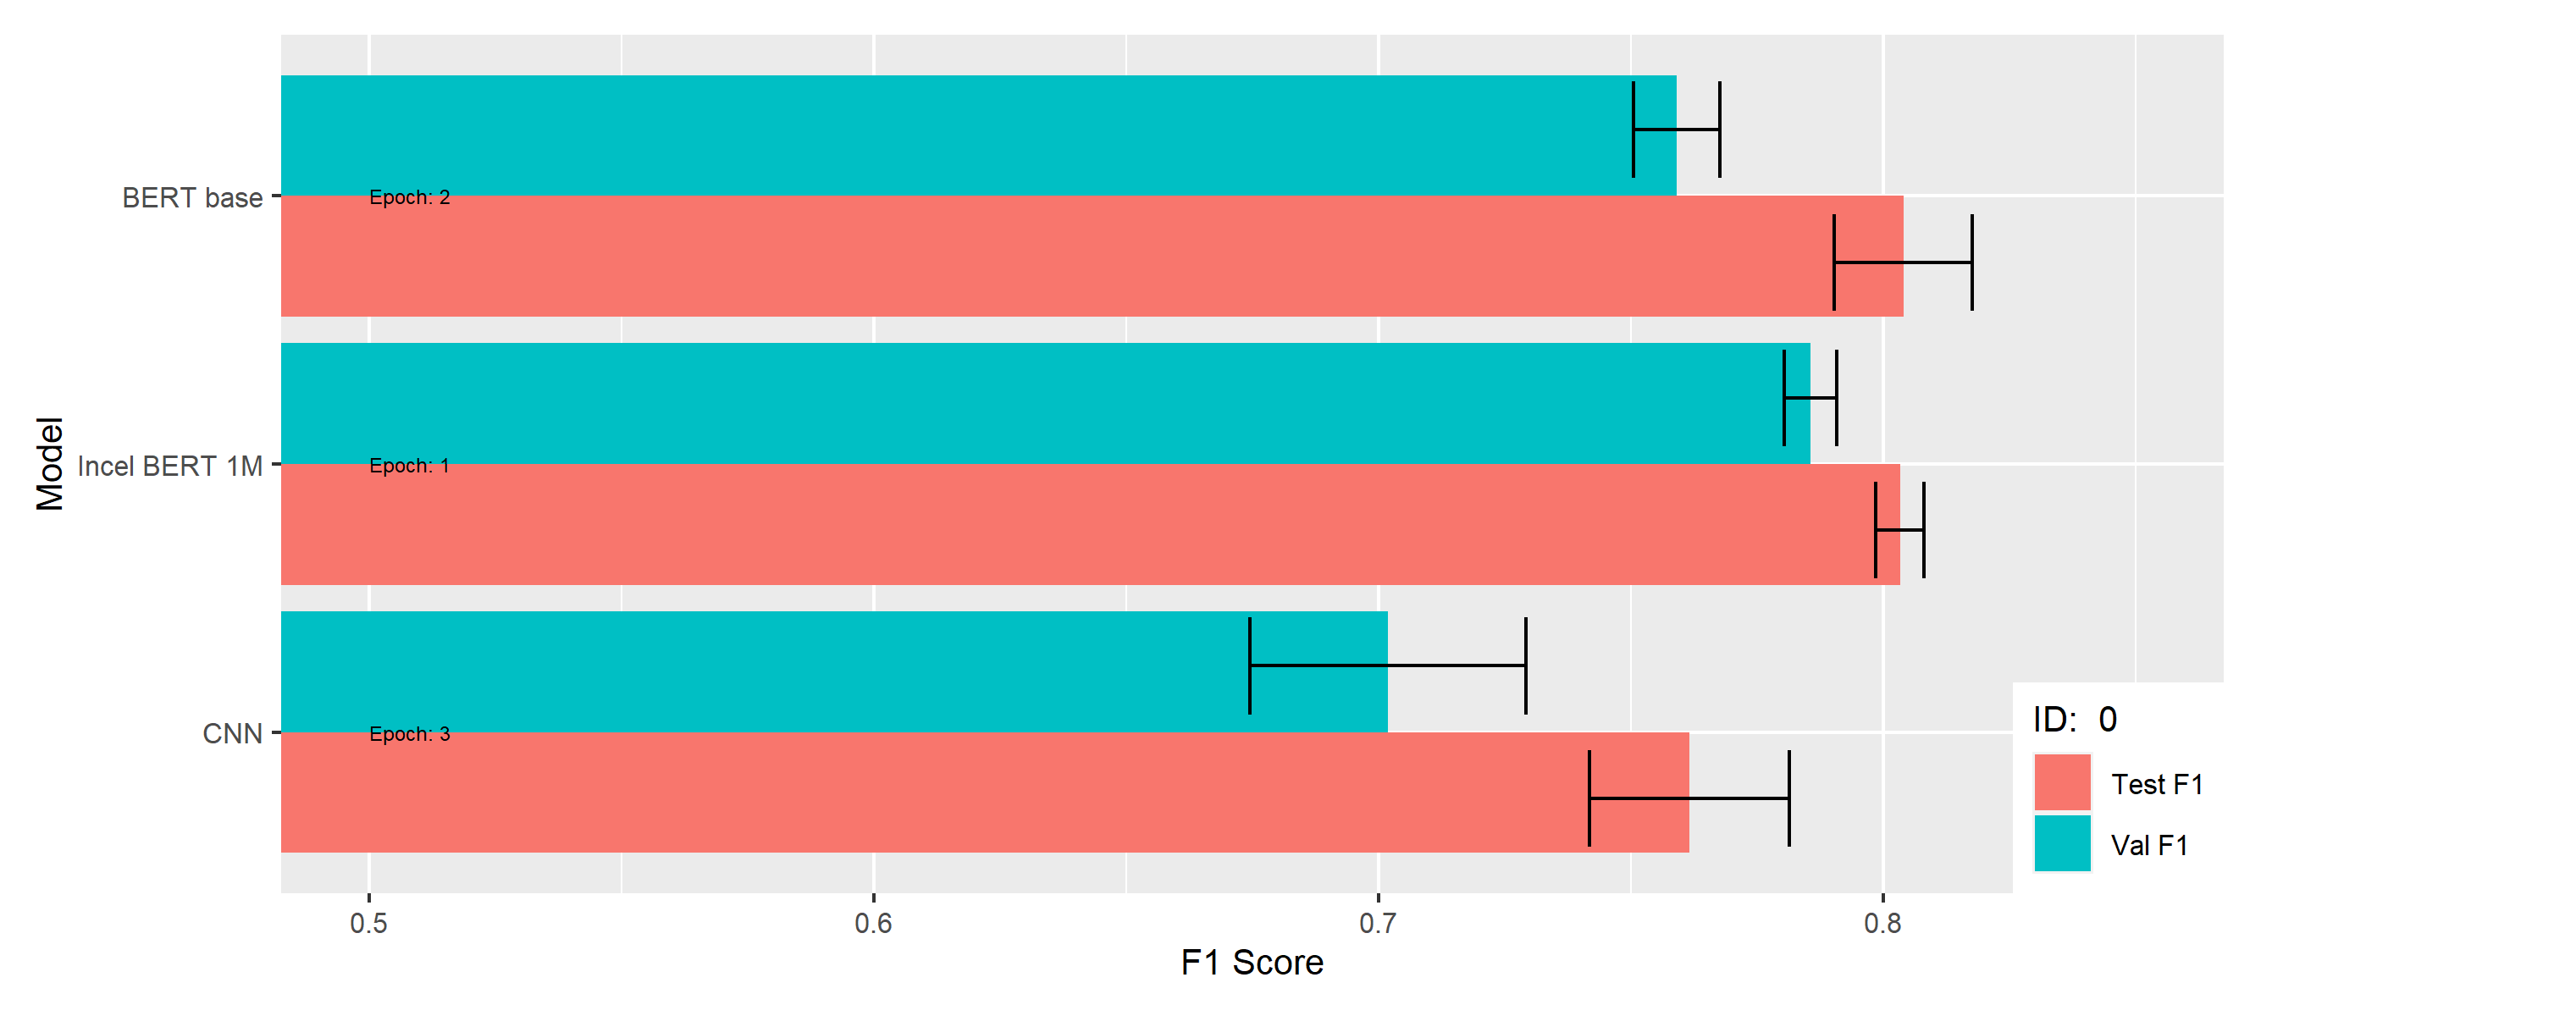 BERT base
Epoch: 2
Model
Incel BERT 1M
Epoch: 1
CNN
Epoch: 3
ID: 0
Test F1
Val F1
0.5 0.6 0.7 0.8
F1 Score